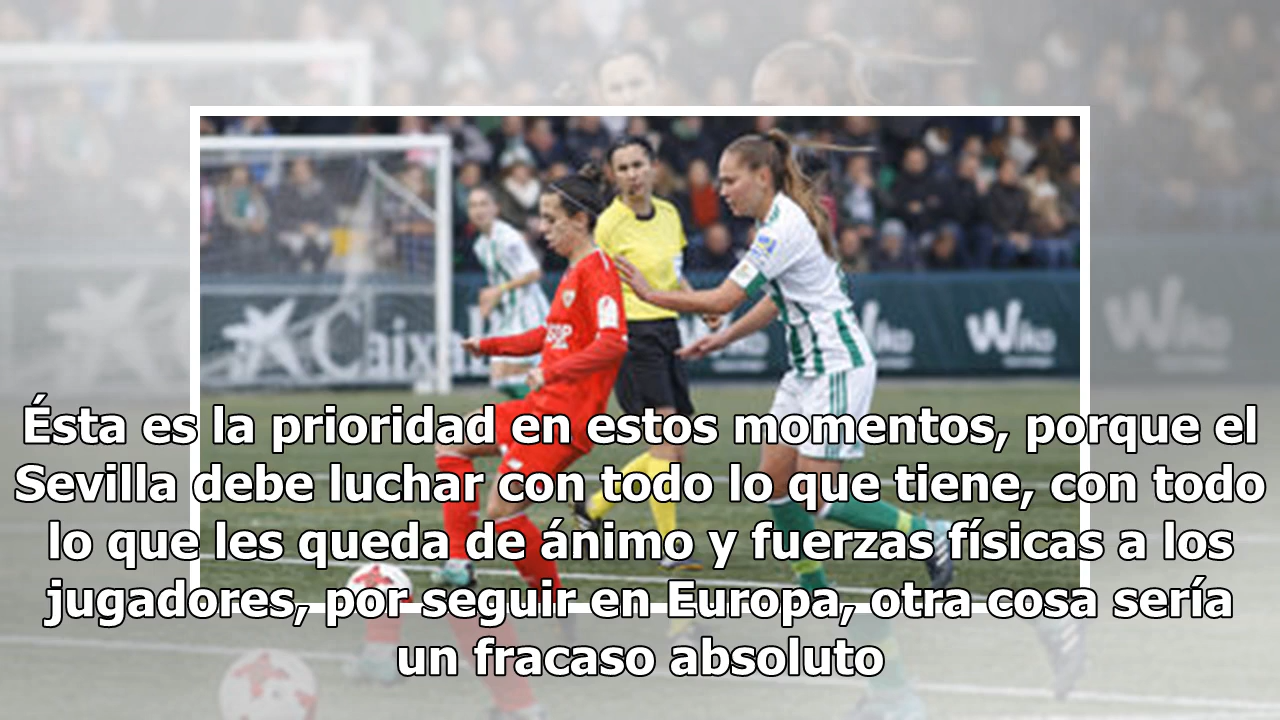 Ésta es la prioridad en estos momentos, porque el
Sevilla debe luchar con todo lo que tiene, con todo
lo que les queda de ánimo y fuerzas físicas a los
jugadores, por seguir en Europa, otra cosa sería
un fracaso absoluto
Wiko